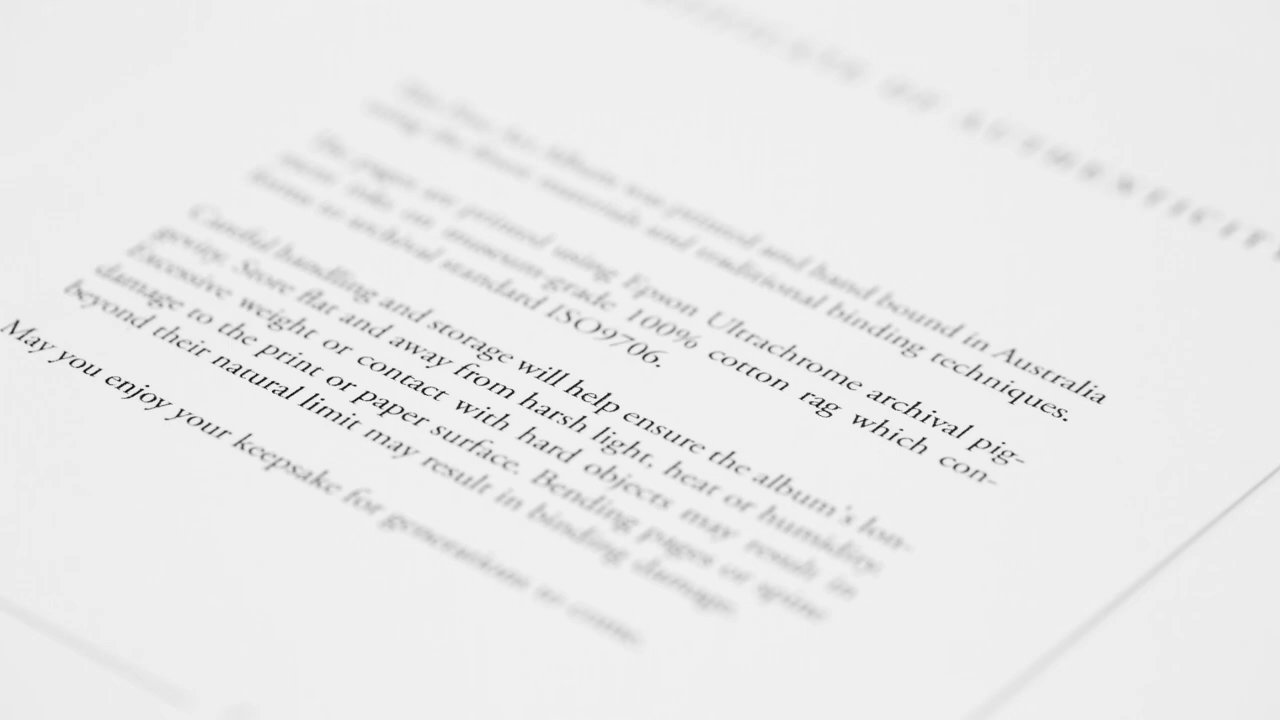 OF AUTHENTICITY
This Fine Art Album was printed and hand bound in Australia
using the finest materials and traditional binding techniques.
The pages are printed using Epson Ultrachrome archival pig-
ment inks on museum-grade 100% cotton rag which con-
forms to archival standard ISO9706.
Careful handling and storage will help ensure the album's lon-
gevity. Store flat and away from harsh light, heat or humidity.
Excessive weight or contact with hard objects may result in
damage to the print or paper surface. Bending pages or spine
beyond their natural limit may result in binding damage.
May you enjoy your keepsake for generations to come.